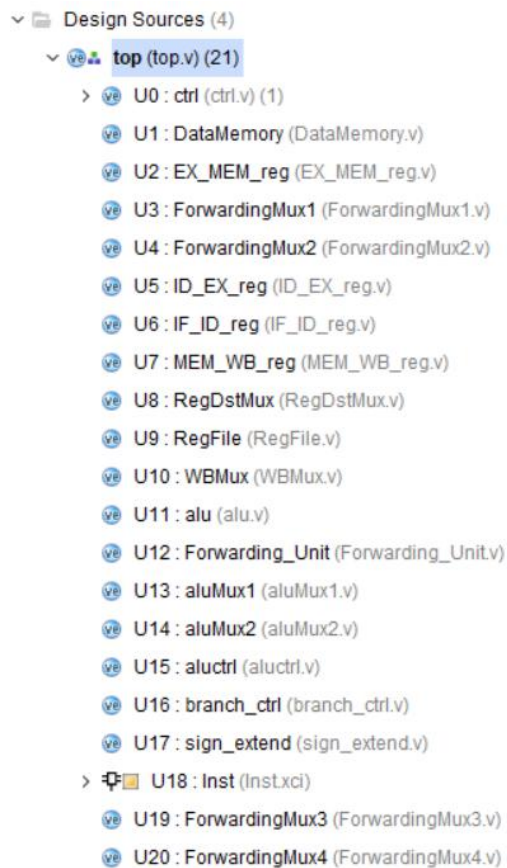 Design Sources (4)
top (top.v) (21)
U0 : ctrl (ctrl.v) (1)
U1 : DataMemory (DataMemory.v)
U2 : EX_MEM_reg (EX_MEM_reg.v)
U3 : ForwardingMux1 (ForwardingMux1.v)
U4 : ForwardingMux2 (ForwardingMux2.v)
U5 : ID_EX_reg (ID_EX_reg.v)
U6 : IF_ID_reg (IF_ID_reg.v)
U7 : MEM_WB_reg (MEM_WB_reg.v)
U8 : RegDstMux (RegDstMux.v)
U9 : RegFile (RegFile.v)
U10 : WBMux (WBMux.v)
U11 : alu (alu.v)
U12 : Forwarding_Unit (Forwarding_Unit.v)
U13 : aluMux1 (aluMux1.v)
U14 : aluMux2 (aluMux2.v)
U15 : aluctrl (aluctrl.v)
U16 : branch_ctrl (branch_ctrl.v)
U17 : sign_extend (sign_extend.v)
U18 : Inst (Inst.xci)
U19 : ForwardingMux3 (ForwardingMux3.v)
U20 : ForwardingMux4 (ForwardingMux4.v)